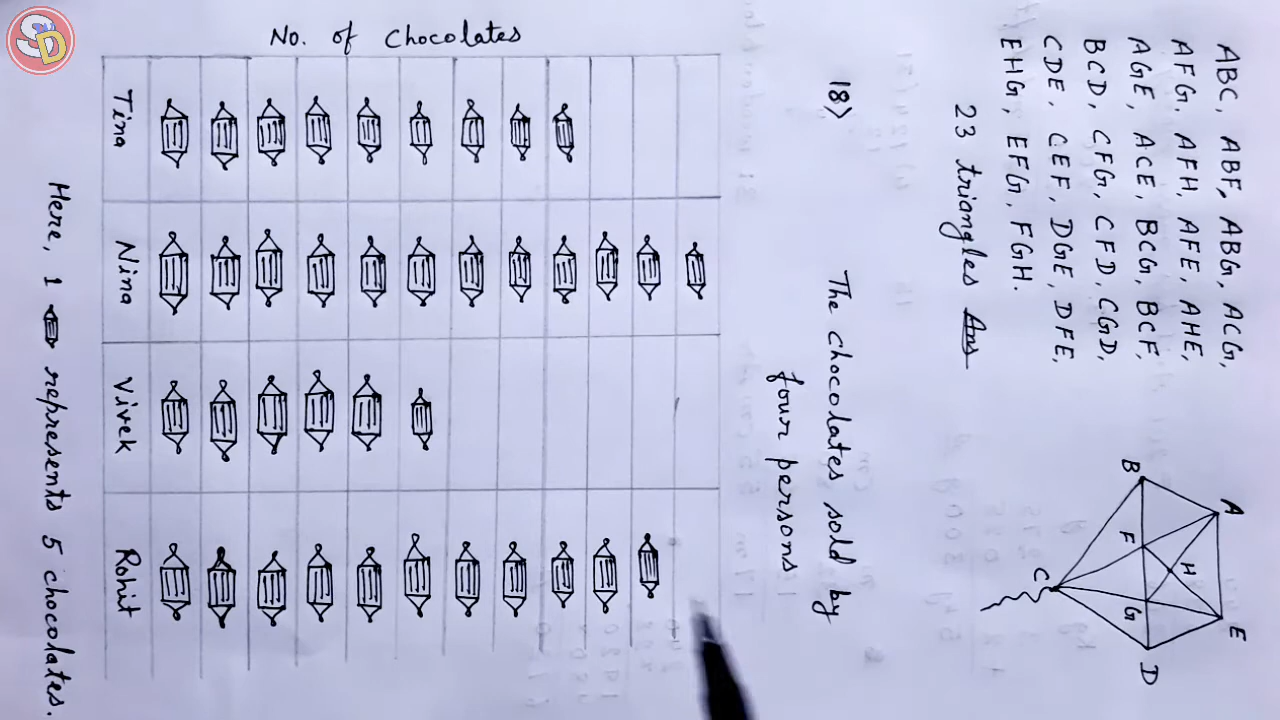 ABC, ABF, ABG, ACG,
AFG, AFH, AFE, AHE,
AGE, ACE, BCG, BCF,
BCD, CFG, CFD, CGD,
CDE, CEF, DGE, DFE,
EHG, EFG, FGH.
23 triangles Ans
A
B
C
D
E
F
G
H
18> The chocolates sold by
four persons
No. of Chocolates
Tina
Nina
Vivek
Rohit
Here, 1 represents 5 chocolates.
SD